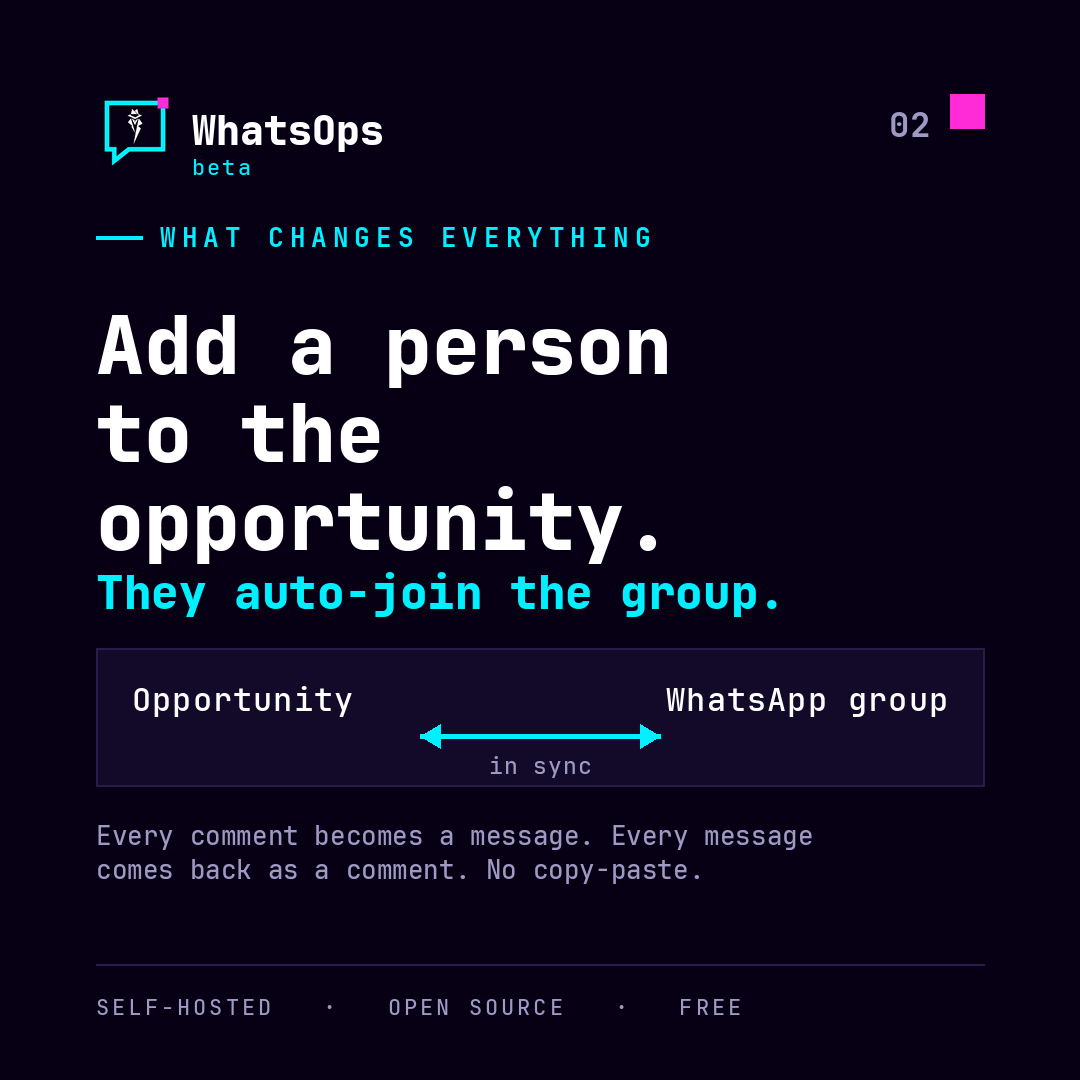 WhatsOps
beta
02
WHAT CHANGES EVERYTHING
Add a person
to the
opportunity.
They auto-join the group.
Opportunity
WhatsApp group
in sync
Every comment becomes a message. Every message
comes back as a comment. No copy-paste.
SELF-HOSTED · OPEN SOURCE · FREE